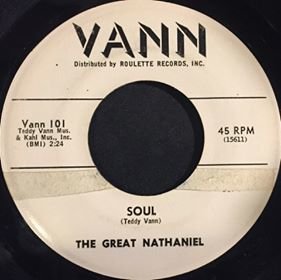 VANN
Distributed by ROULETTE RECORDS, INC.
Vann 101
Teddy Vann Mus.
& Kahl Mus., Inc.
(BMI) 2:24
45 RPM
(15611)
SOUL
(Teddy Vann)
THE GREAT NATHANIEL